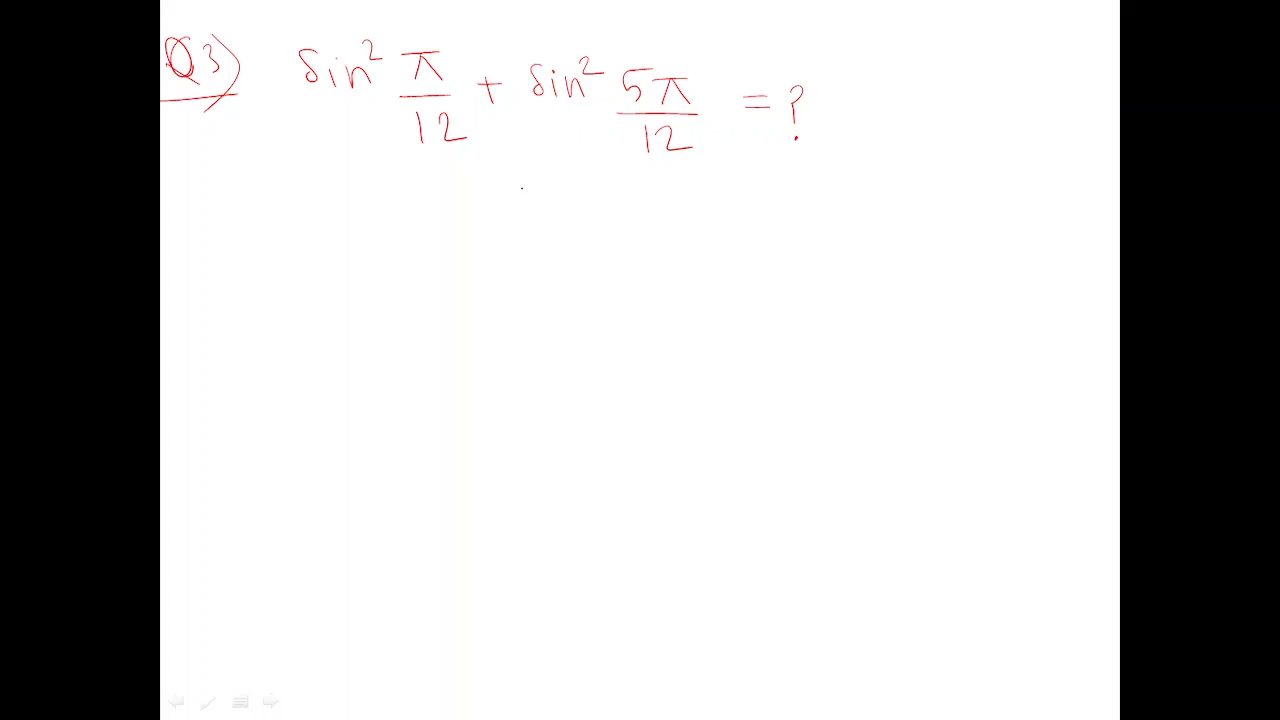 Q3) sin² π/12 + sin² 5π/12 = ?